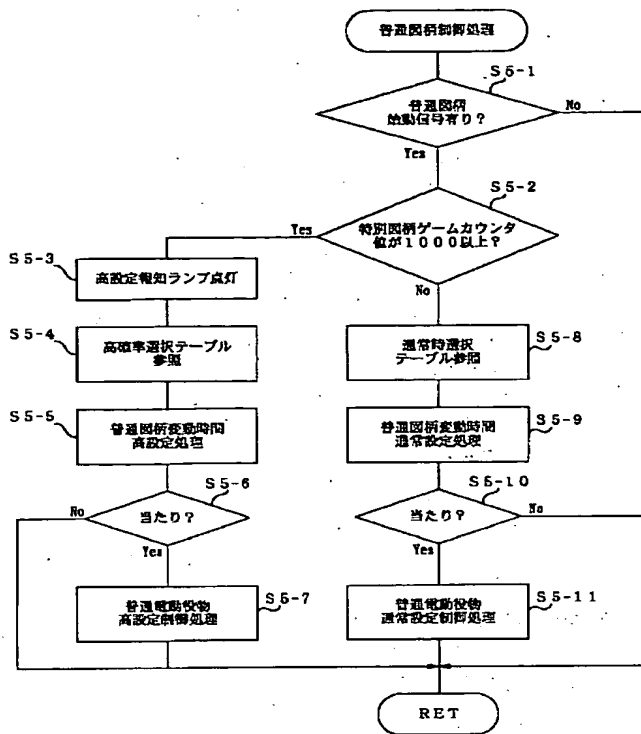 普通図柄制御処理
S5-1
普通図柄
始動信号有り?
No
Yes
S5-2
特別図柄ゲームカウンタ
値が1000以上?
Yes
No
S5-3
高設定報知ランプ点灯
S5-4
高確率選択テーブル
参照
S5-8
通常時選択
テーブル参照
S5-5
普通図柄変動時間
高設定処理
S5-9
普通図柄変動時間
通常設定処理
S5-6
当たり?
No
Yes
S5-10
当たり?
No
Yes
S5-7
普通電動役物
高設定制御処理
S5-11
普通電動役物
通常設定制御処理
RET